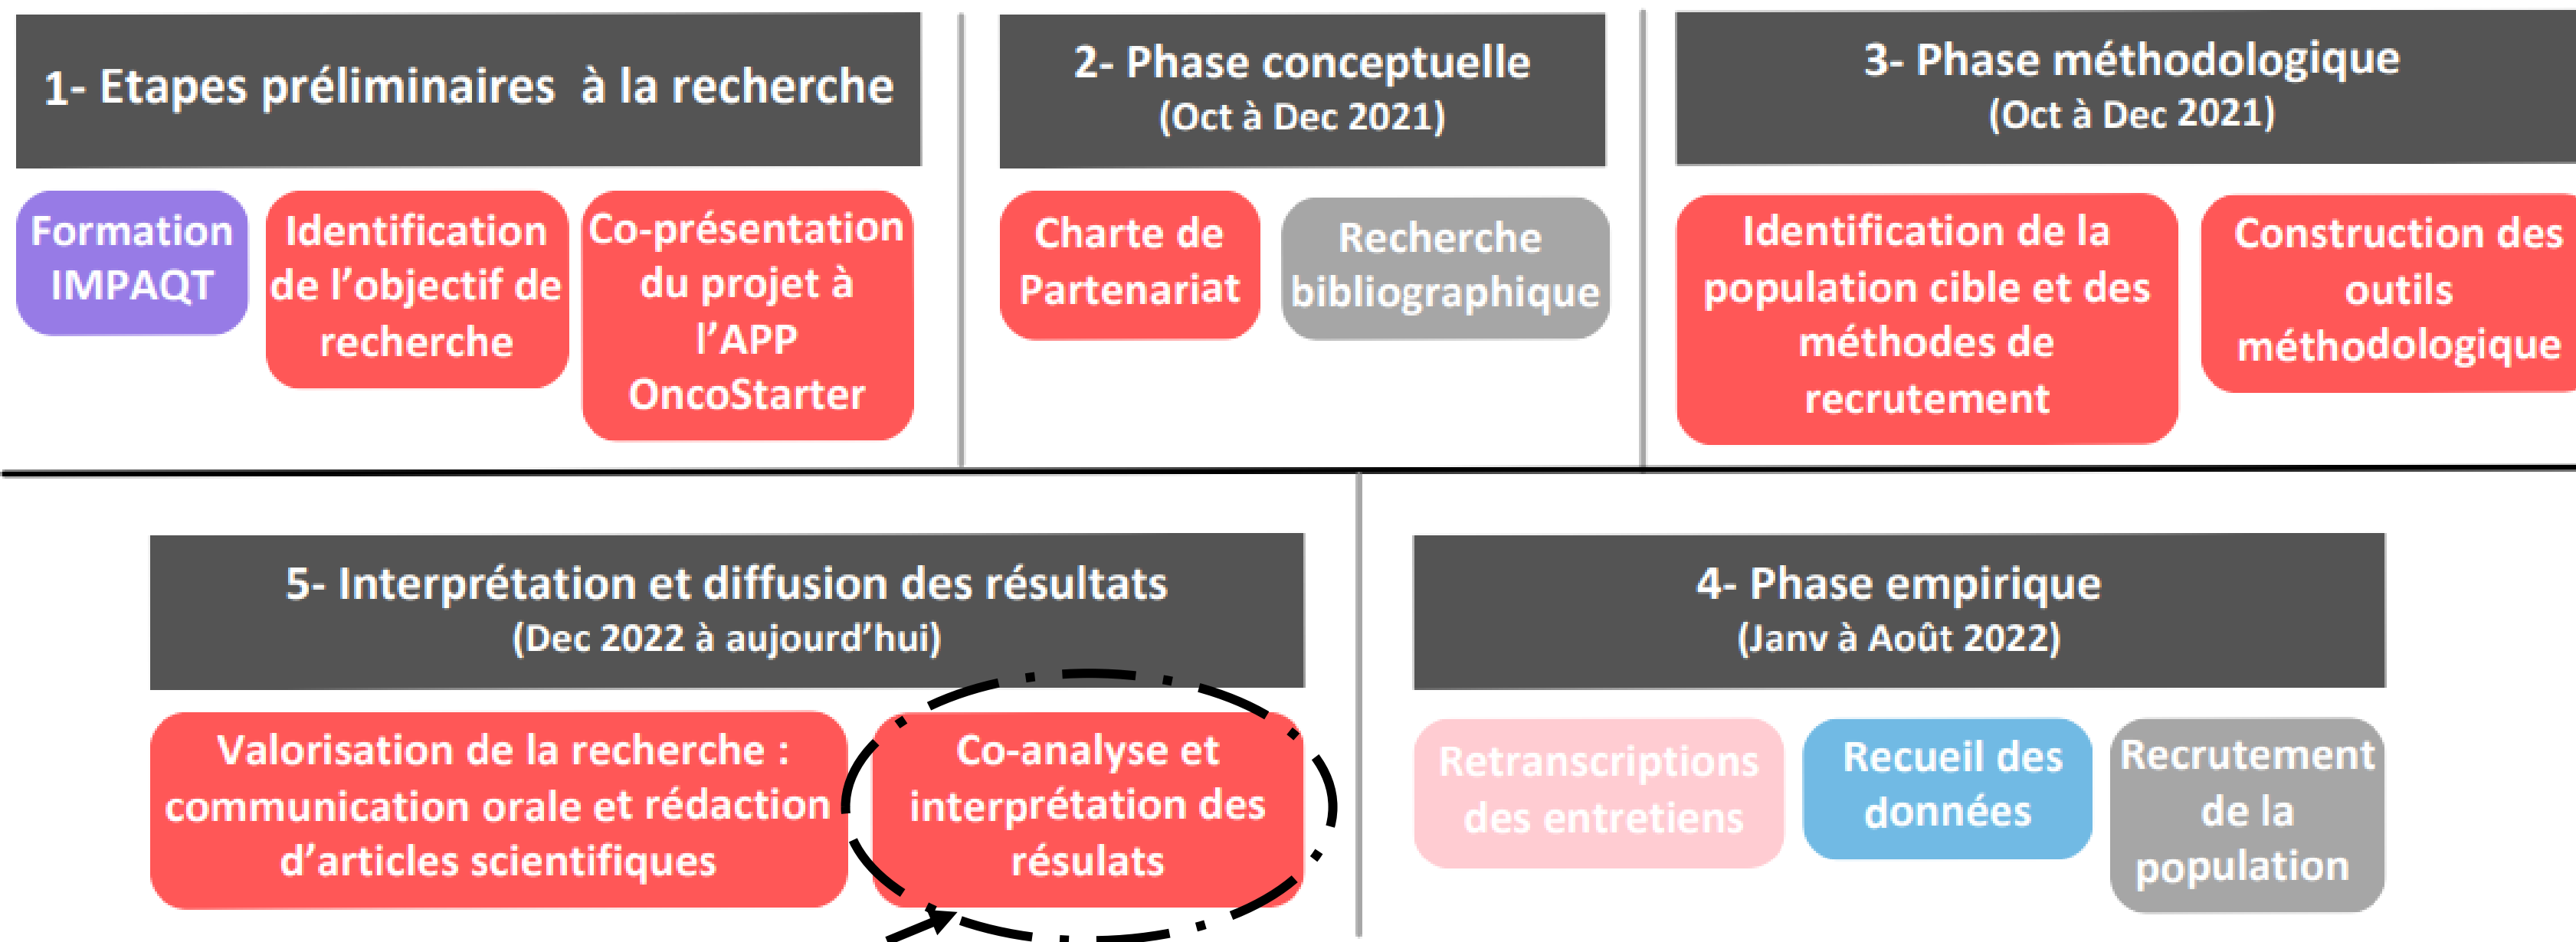 1- Etapes préliminaires à la recherche
Formation
IMPAQT
Identification
de l’objectif de
recherche
Co-présentation
du projet à
l’APP
OncoStarter
2- Phase conceptuelle
(Oct à Dec 2021)
Charte de
Partenariat
Recherche
bibliographique
3- Phase méthodologique
(Oct à Dec 2021)
Identification de la
population cible et des
méthodes de
recrutement
Construction des
outils
méthodologique
5- Interprétation et diffusion des résultats
(Dec 2022 à aujourd’hui)
Valorisation de la recherche :
communication orale et rédaction
d’articles scientifiques
Co-analyse et
interprétation des
résulats
4- Phase empirique
(Janv à Août 2022)
Retranscriptions
des entretiens
Recueil des
données
Recrutement
de la
population